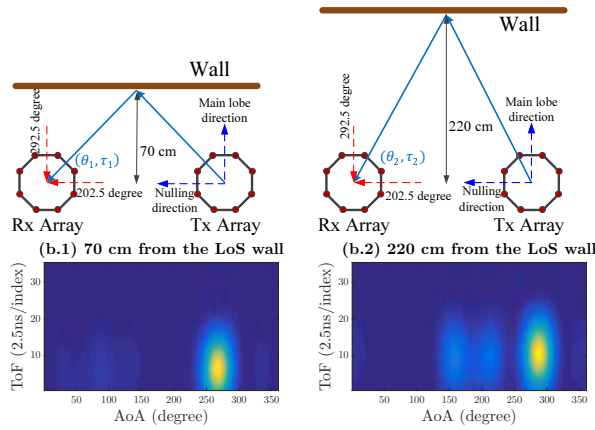 Wall
Main lobe
direction
292.5 degree
(θ₁, τ₁)
70 cm
202.5 degree
Nulling
direction
Rx Array
Tx Array
(b.1) 70 cm from the LoS wall
Wall
Main lobe
direction
292.5 degree
220 cm
(θ₂, τ₂)
202.5 degree
Nulling
direction
Rx Array
Tx Array
(b.2) 220 cm from the LoS wall
ToF (2.5ns/index)
30
20
10
50 100 150 200 250 300 350
AoA (degree)
ToF (2.5ns/index)
30
20
10
50 100 150 200 250 300 350
AoA (degree)